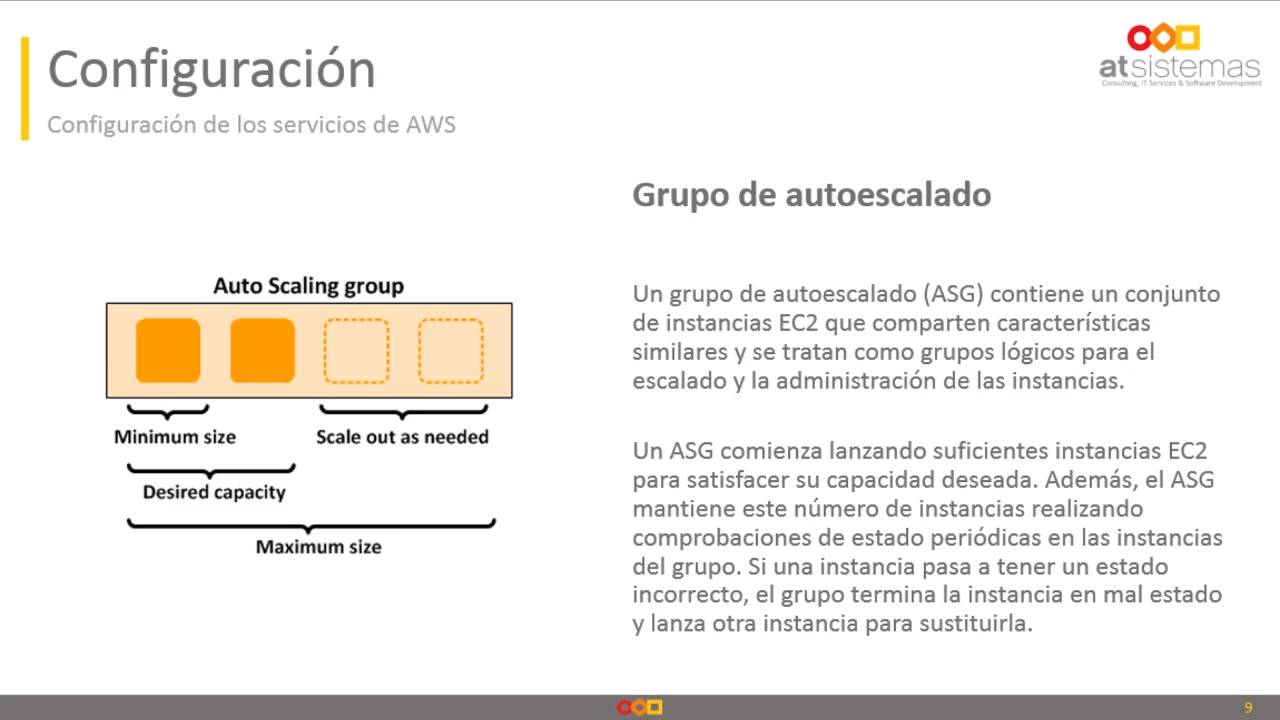 Configuración
Configuración de los servicios de AWS
atsistemas
Consulting, IT Services & Software Development
Grupo de autoescalado
Auto Scaling group
Minimum size
Scale out as needed
Desired capacity
Maximum size
Un grupo de autoescalado (ASG) contiene un conjunto
de instancias EC2 que comparten características
similares y se tratan como grupos lógicos para el
escalado y la administración de las instancias.
Un ASG comienza lanzando suficientes instancias EC2
para satisfacer su capacidad deseada. Además, el ASG
mantiene este número de instancias realizando
comprobaciones de estado periódicas en las instancias
del grupo. Si una instancia pasa a tener un estado
incorrecto, el grupo termina la instancia en mal estado
y lanza otra instancia para sustituirla.
9